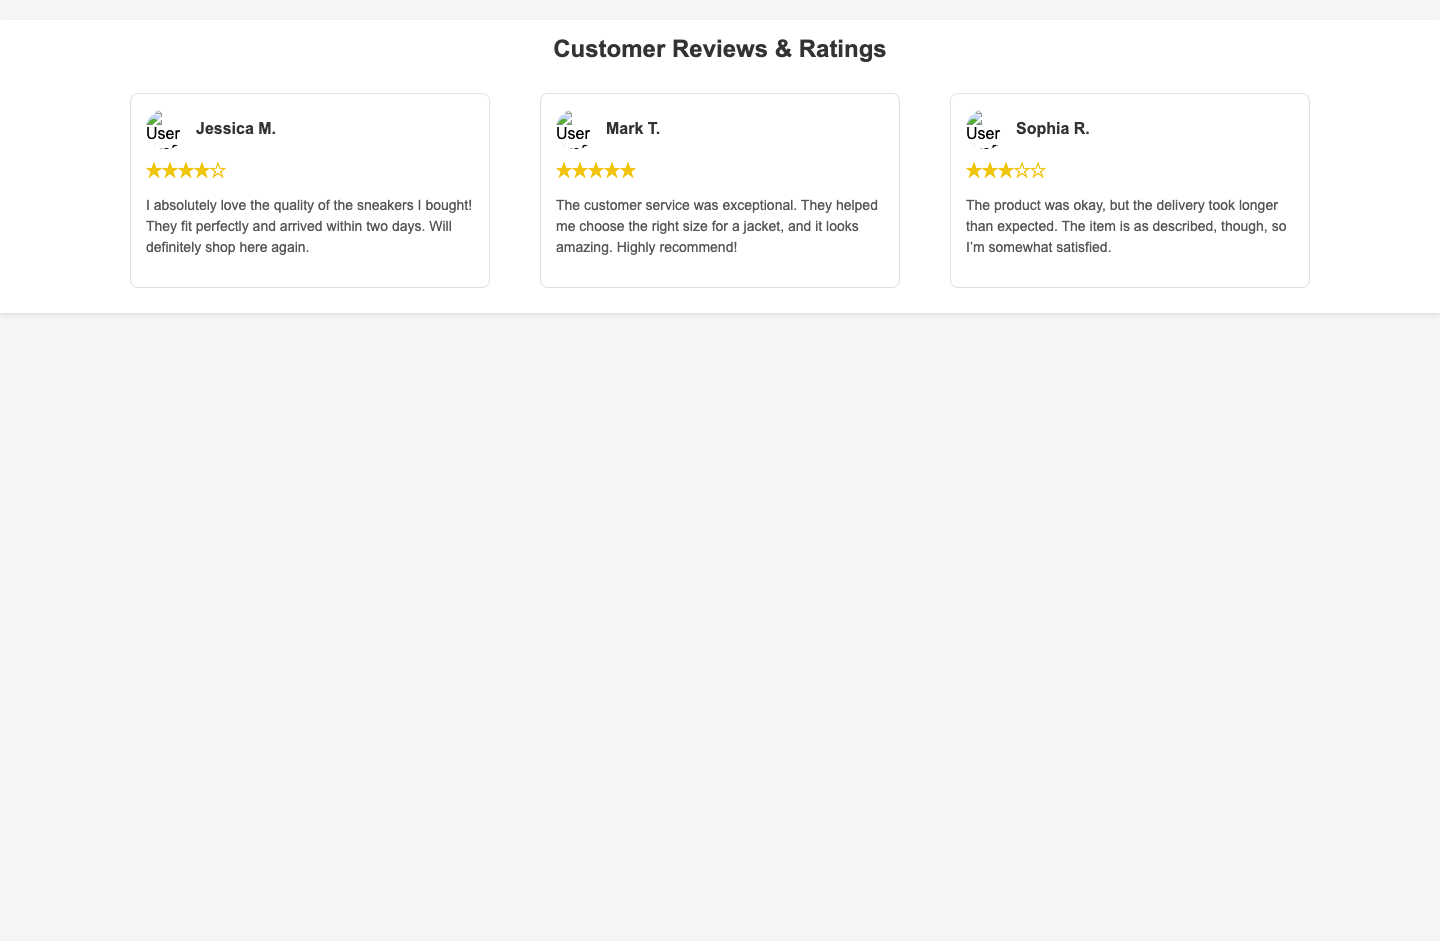 Customer Reviews & Ratings
User
Jessica M.
★★★★☆
I absolutely love the quality of the sneakers I bought!
They fit perfectly and arrived within two days. Will
definitely shop here again.
User
Mark T.
★★★★★
The customer service was exceptional. They helped
me choose the right size for a jacket, and it looks
amazing. Highly recommend!
User
Sophia R.
★★★☆☆
The product was okay, but the delivery took longer
than expected. The item is as described, though, so
I’m somewhat satisfied.